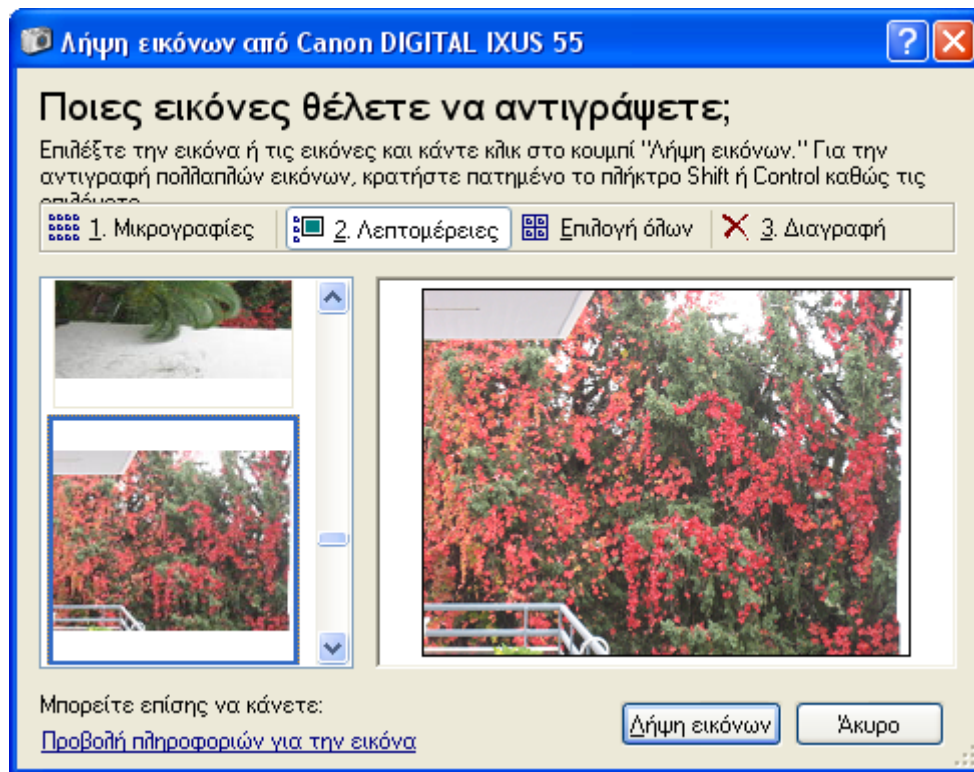 Λήψη εικόνων από Canon DIGITAL IXUS 55
Ποιες εικόνες θέλετε να αντιγράψετε;
Επιλέξτε την εικόνα ή τις εικόνες και κάντε κλικ στο κουμπί "Λήψη εικόνων." Για την
αντιγραφή πολλαπλών εικόνων, κρατήστε πατημένο το πλήκτρο Shift ή Control καθώς τις
1. Μικρογραφίες 2. Λεπτομέρειες Επιλογή όλων 3. Διαγραφή
Μπορείτε επίσης να κάνετε:
Προβολή πληροφοριών για την εικόνα
Λήψη εικόνων Άκυρο